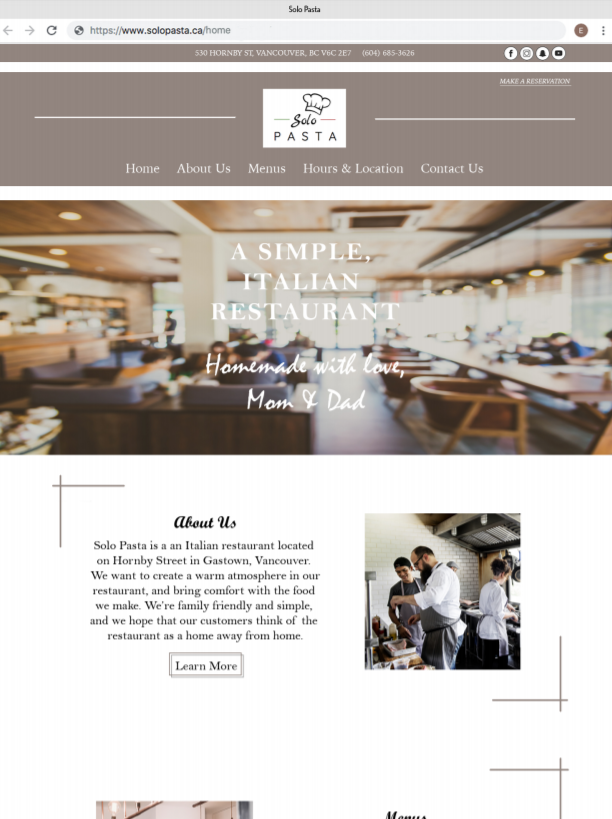 Solo Pasta
https://www.solopasta.ca/home
E
530 HORNBY ST, VANCOUVER, BC V6C 2E7 (604) 685-3626
MAKE A RESERVATION
Solo
PASTA
Home About Us Menus Hours & Location Contact Us
A SIMPLE,
ITALIAN
RESTAURANT
Homemade with love,
Mom & Dad
About Us
Solo Pasta is a an Italian restaurant located
on Hornby Street in Gastown, Vancouver.
We want to create a warm atmosphere in our
restaurant, and bring comfort with the food
we make. We're family friendly and simple,
and we hope that our customers think of the
restaurant as a home away from home.
Learn More
Menus